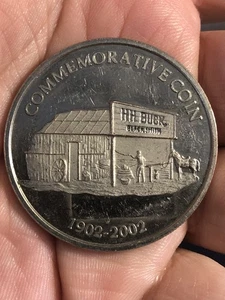 COMMEMORATIVE COIN
H.H. BUCK
BLACKSMITH
1902-2002